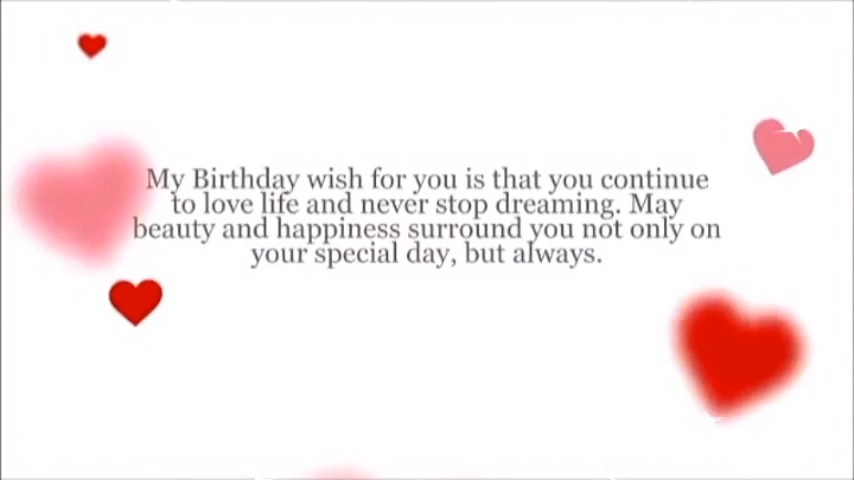 My Birthday wish for you is that you continue
to love life and never stop dreaming. May
beauty and happiness surround you not only on
your special day, but always.